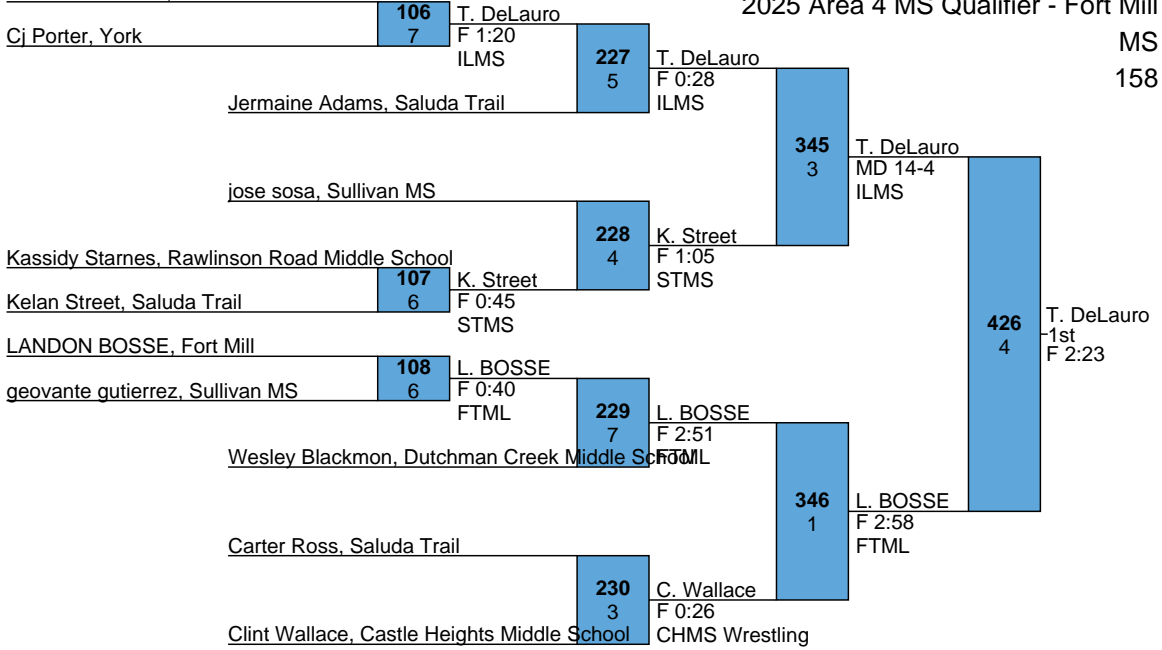 2025 Area 4 MS Qualifier - Fort Mill
MS
158
106
7
Cj Porter, York
T. DeLauro
F 1:20
ILMS
227
5
Jermaine Adams, Saluda Trail
T. DeLauro
F 0:28
ILMS
345
3
T. DeLauro
MD 14-4
ILMS
jose sosa, Sullivan MS
228
4
K. Street
F 1:05
STMS
Kassidy Starnes, Rawlinson Road Middle School
107
6
Kelan Street, Saluda Trail
K. Street
F 0:45
STMS
426
4
T. DeLauro
1st
F 2:23
LANDON BOSSE, Fort Mill
108
6
geovante gutierrez, Sullivan MS
L. BOSSE
F 0:40
FTML
229
7
Wesley Blackmon, Dutchman Creek Middle School
L. BOSSE
F 2:51
FTML
346
1
L. BOSSE
F 2:58
FTML
Carter Ross, Saluda Trail
230
3
Clint Wallace, Castle Heights Middle School
C. Wallace
F 0:26
CHMS Wrestling